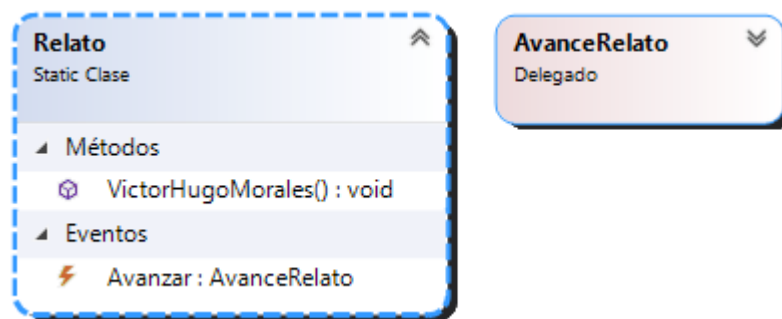 Relato
Static Clase
Métodos
VictorHugoMorales() : void
Eventos
Avanzar : AvanceRelato
AvanceRelato
Delegado